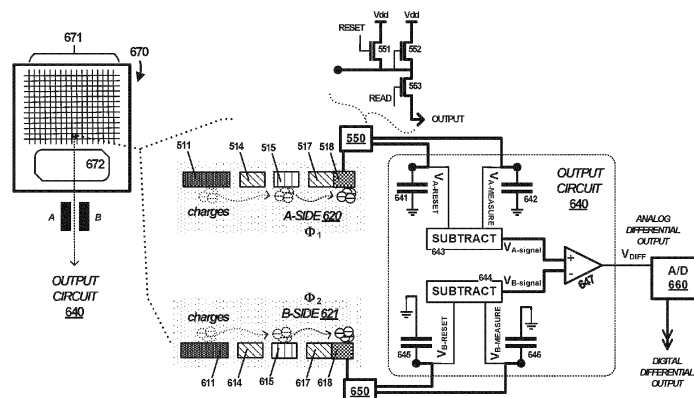 671
670
672
A
B
OUTPUT
CIRCUIT
640
RESET
Vdd
Vdd
551
552
553
READ
OUTPUT
550
511
514
515
517
518
charges
A-SIDE 620
Φ1
Φ2
charges
B-SIDE 621
611
614
615
617
618
650
OUTPUT
CIRCUIT
640
641
VA-RESET
VA-MEASURE
642
SUBTRACT
643
VA-signal
644
SUBTRACT
VB-signal
645
VB-RESET
VB-MEASURE
646
+
-
647
ANALOG
DIFFERENTIAL
OUTPUT
VDIFF
A/D
660
DIGITAL
DIFFERENTIAL
OUTPUT